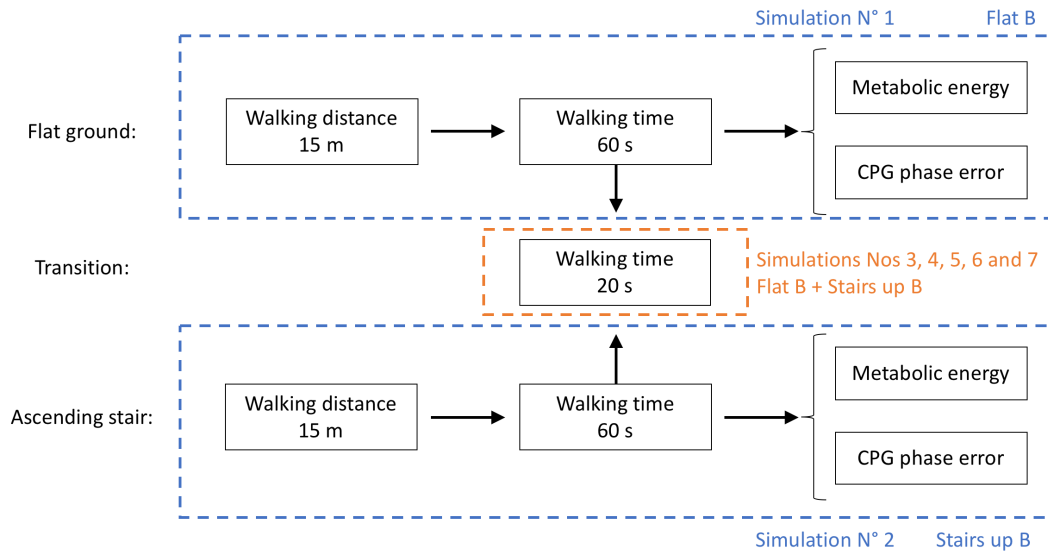 Simulation N° 1 Flat B
Flat ground:
Walking distance
15 m
Walking time
60 s
Metabolic energy
CPG phase error
Transition:
Walking time
20 s
Simulations Nos 3, 4, 5, 6 and 7
Flat B + Stairs up B
Ascending stair:
Walking distance
15 m
Walking time
60 s
Metabolic energy
CPG phase error
Simulation N° 2 Stairs up B